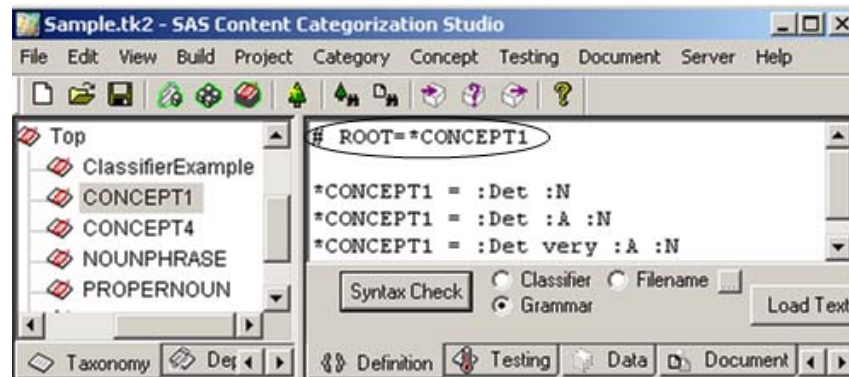 Sample.tk2 - SAS Content Categorization Studio
File Edit View Build Project Category Concept Testing Document Server Help
Top
ClassifierExample
CONCEPT1
CONCEPT4
NOUNPHRASE
PROPERNOUN
Taxonomy
# ROOT=*CONCEPT1
*CONCEPT1 = :Det :N
*CONCEPT1 = :Det :A :N
*CONCEPT1 = :Det very :A :N
Syntax Check Classifier Filename ...
Grammar Load Text
Definition Testing Data Document